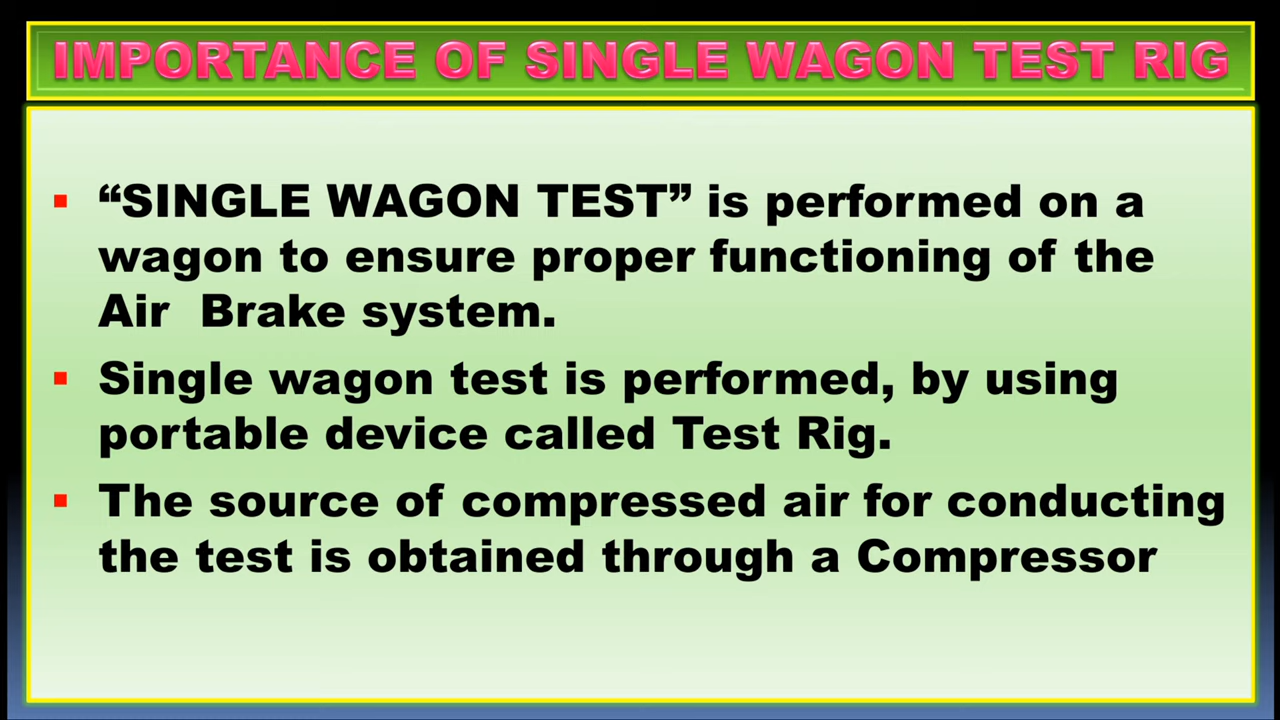 IMPORTANCE OF SINGLE WAGON TEST RIG
▪ “SINGLE WAGON TEST” is performed on a
wagon to ensure proper functioning of the
Air  Brake system.
▪ Single wagon test is performed, by using
portable device called Test Rig.
▪ The source of compressed air for conducting
the test is obtained through a Compressor